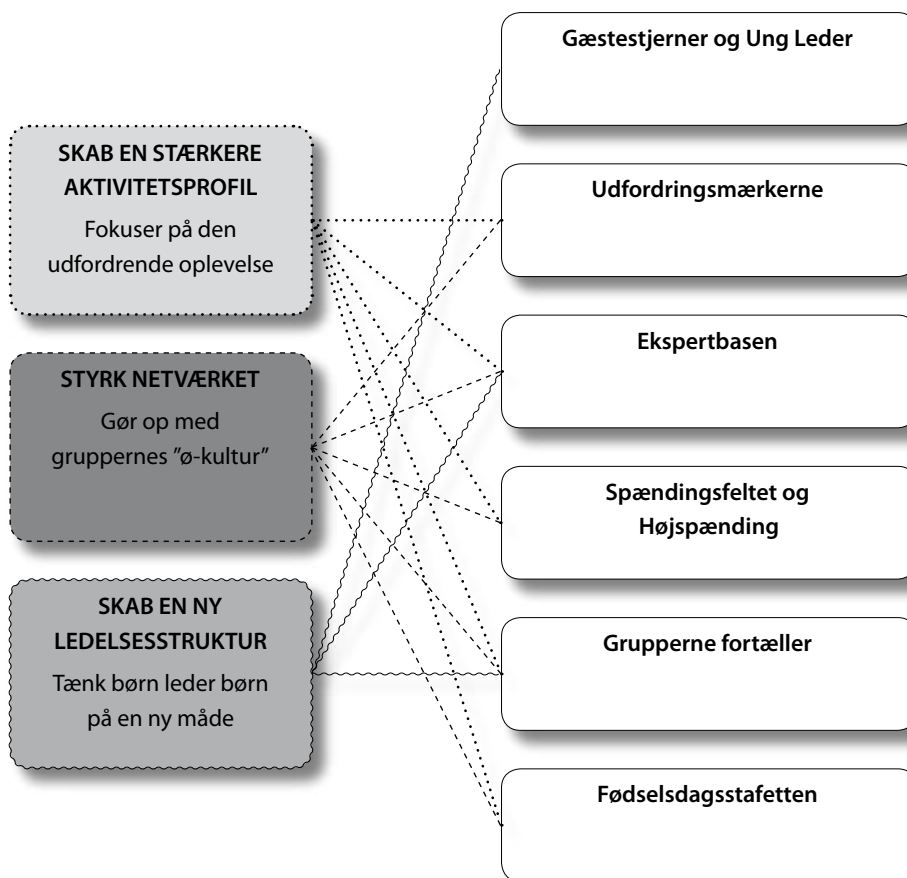 SKAB EN STÆRKERE
AKTIVITETSPROFIL
Fokuser på den
udfordrende oplevelse
STYRK NETVÆRKET
Gør op med
gruppernes ”ø-kultur”
SKAB EN NY
LEDELSESSTRUKTUR
Tænk børn leder børn
på en ny måde
Gæstestjerner og Ung Leder
Udfordringsmærkerne
Ekspertbasen
Spændingsfeltet og
Højspænding
Grupperne fortæller
Fødselsdagsstafetten